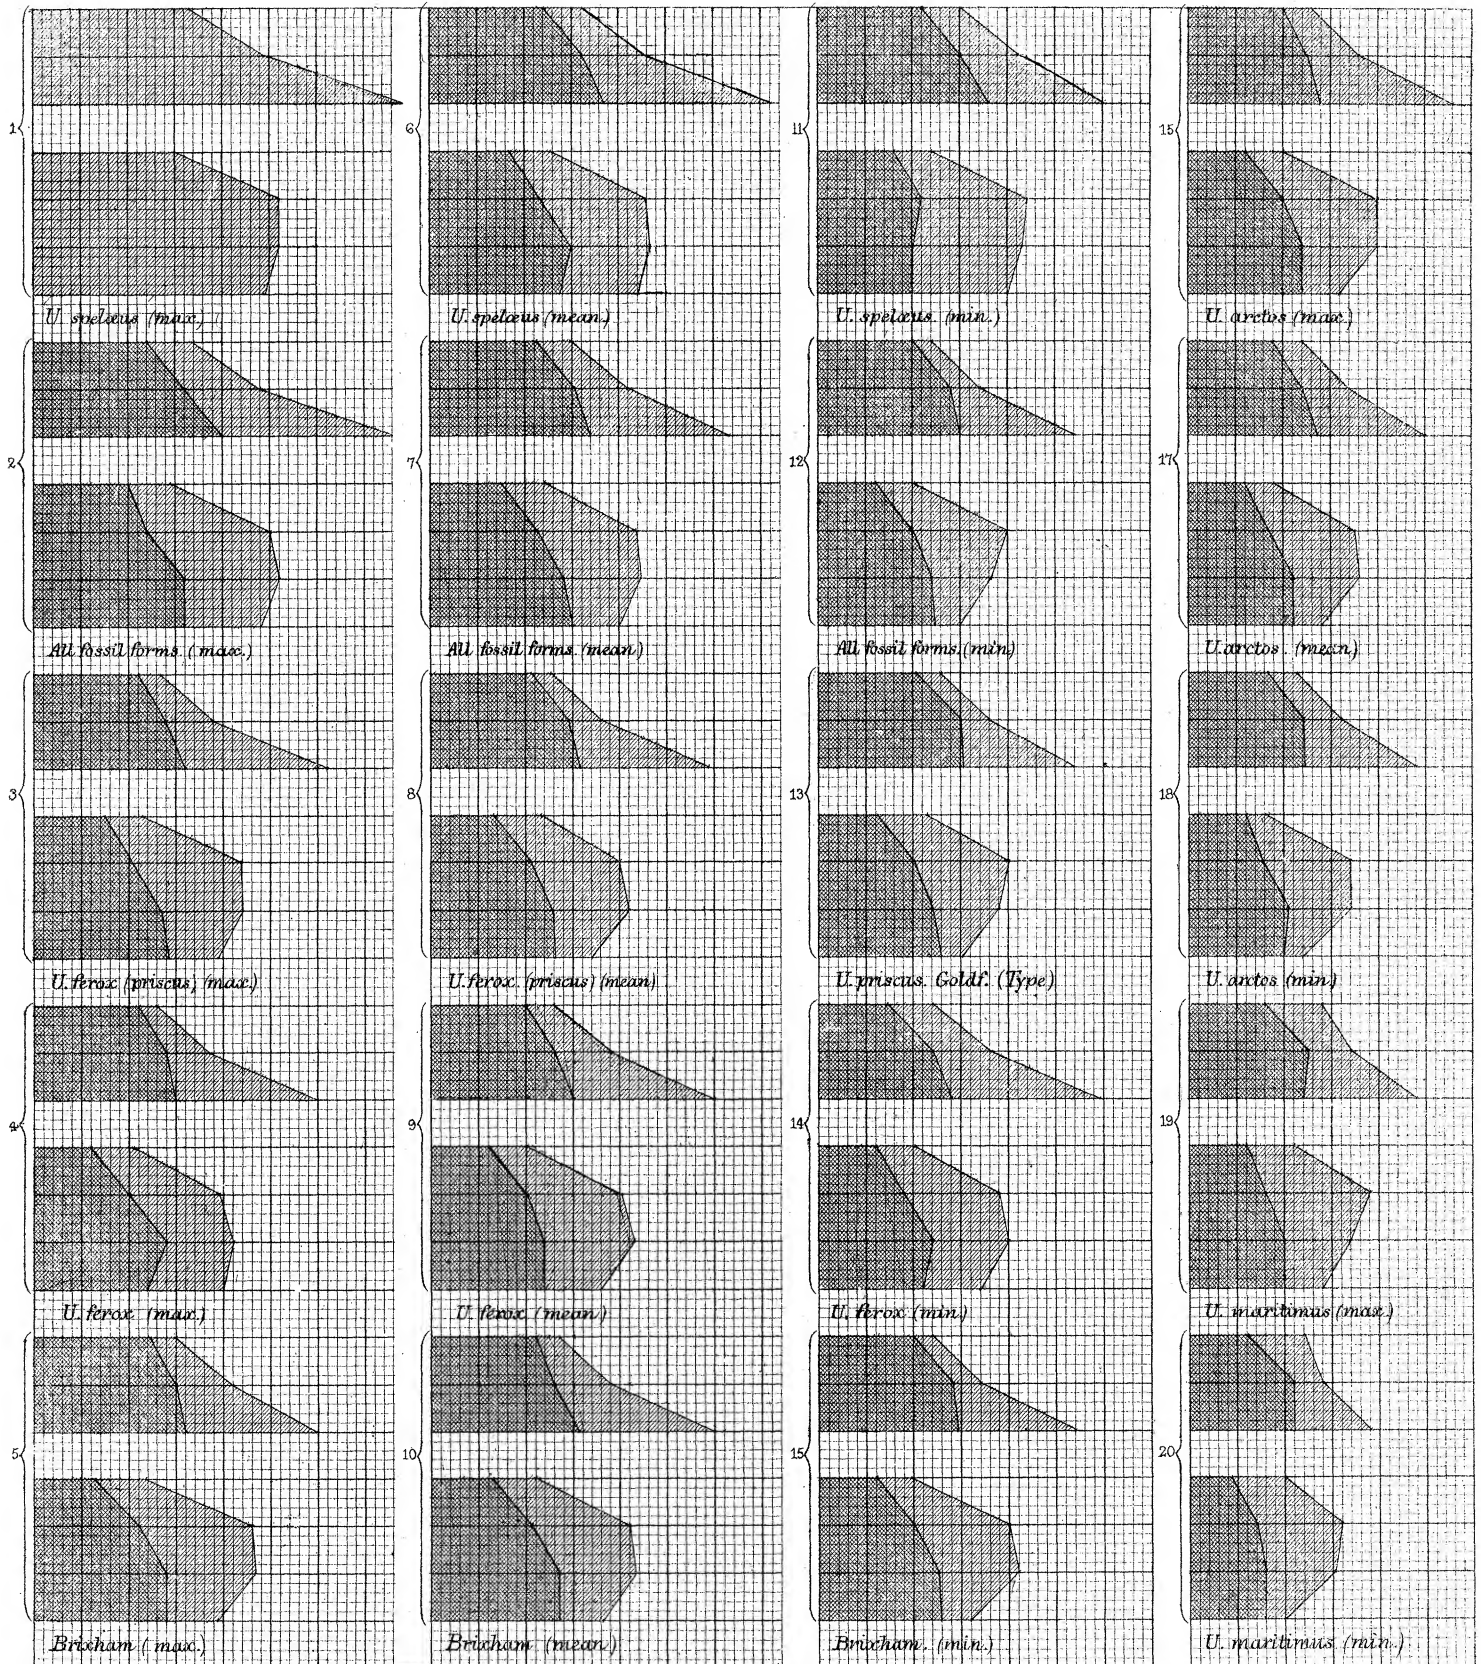 1
U. spelæus (max.)
2
All fossil forms. (max.)
3
U. ferox (priscus) (max.)
4
U. ferox (max.)
5
Brixham (max.)
6
U. spelæus (mean.)
7
All fossil forms. (mean)
8
U. ferox (priscus) (mean)
9
U. ferox (mean)
10
Brixham (mean)
11
U. spelæus. (min.)
12
All fossil forms. (min)
13
U. priscus. Goldf. (Type)
14
U. ferox (min.)
15
Brixham. (min.)
15
U. arctos (max.)
17
U. arctos (mean)
18
U. arctos (min.)
19
U. maritimus (max.)
20
U. maritimus (min.)